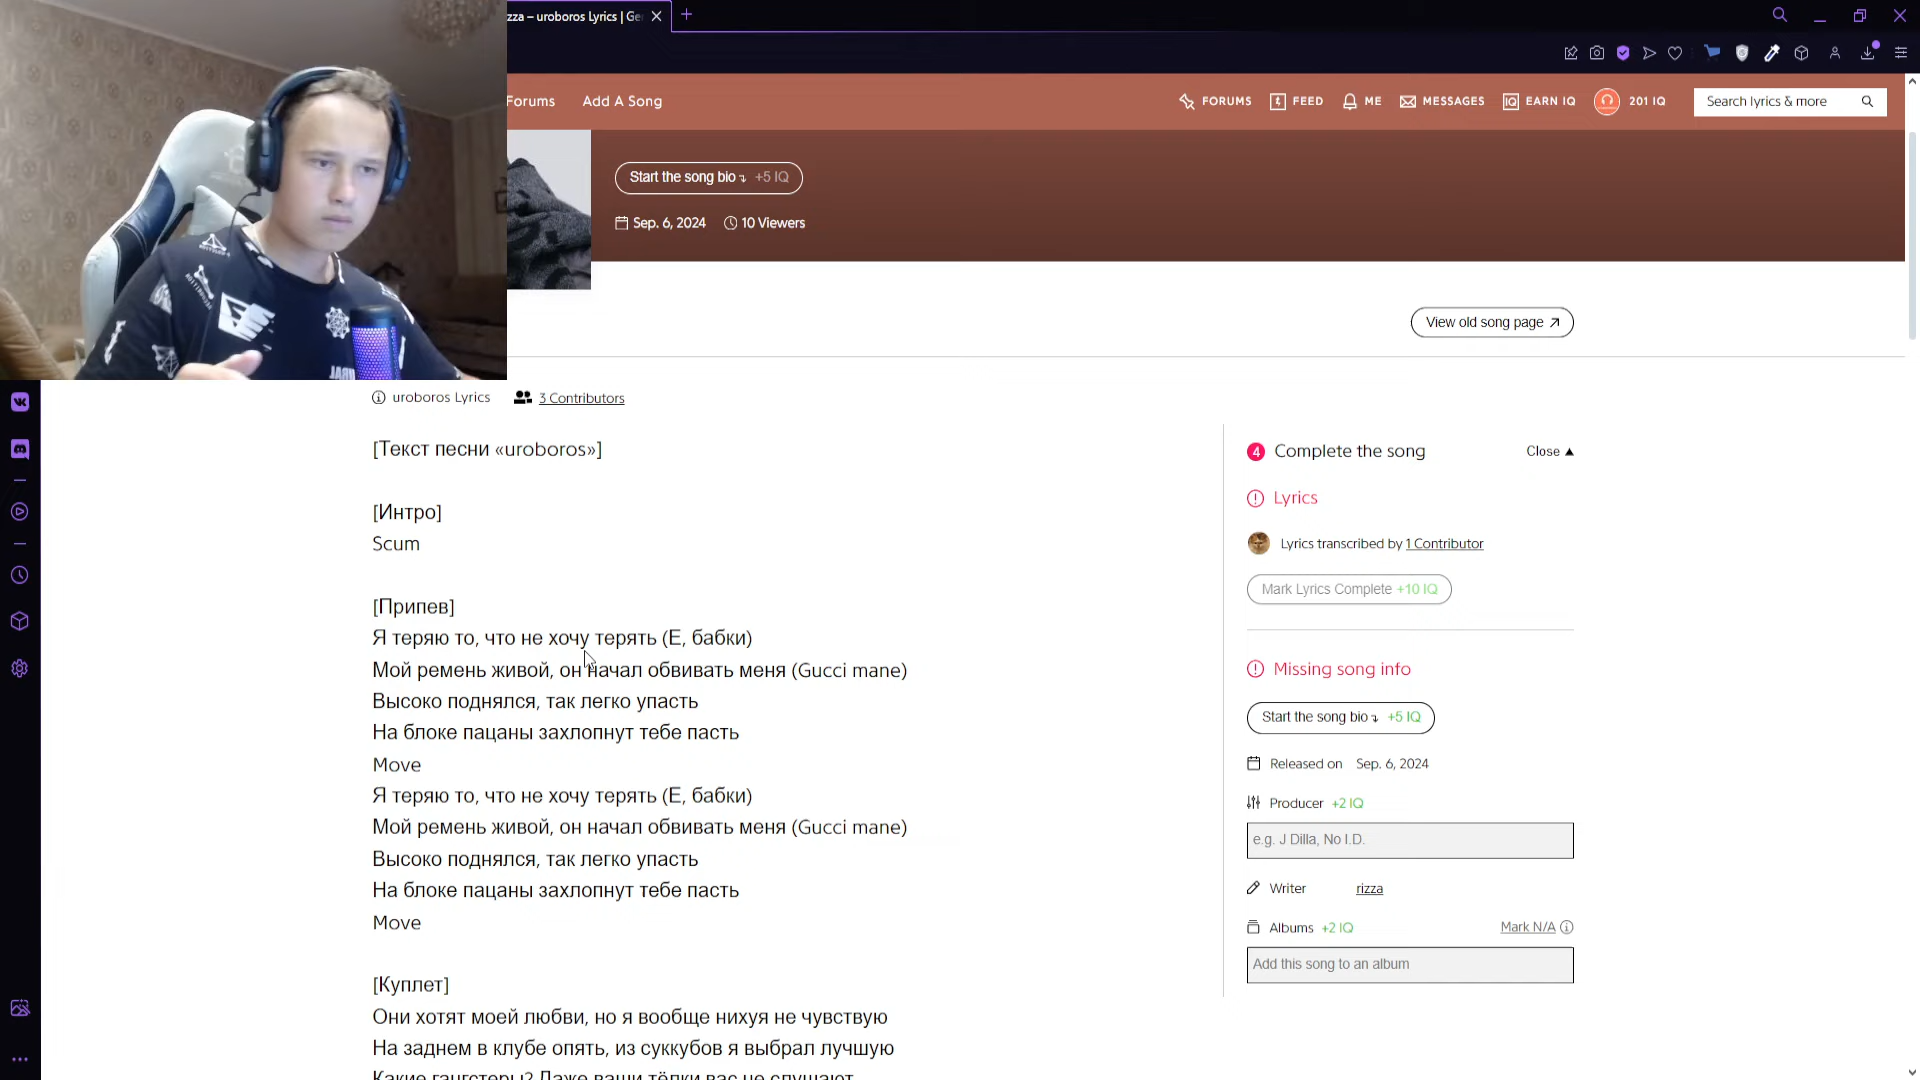 zza – uroboros Lyrics | Ge
Forums Add A Song
FORUMS FEED ME MESSAGES EARN IQ 201 IQ Search lyrics & more
Start the song bio +5 IQ
Sep. 6, 2024 10 Viewers
View old song page
uroboros Lyrics 3 Contributors
[Текст песни «uroboros»]
[Интро]
Scum
[Припев]
Я теряю то, что не хочу терять (Е, бабки)
Мой ремень живой, он начал обвивать меня (Gucci mane)
Высоко поднялся, так легко упасть
На блоке пацаны захлопнут тебе пасть
Move
Я теряю то, что не хочу терять (Е, бабки)
Мой ремень живой, он начал обвивать меня (Gucci mane)
Высоко поднялся, так легко упасть
На блоке пацаны захлопнут тебе пасть
Move
[Куплет]
Они хотят моей любви, но я вообще нихуя не чувствую
На заднем в клубе опять, из суккубов я выбрал лучшую
Какие гангстеры? Даже ваши тёлки вас не слушают
4 Complete the song Close
Lyrics
Lyrics transcribed by 1 Contributor
Mark Lyrics Complete +10 IQ
Missing song info
Start the song bio +5 IQ
Released on Sep. 6, 2024
Producer +2 IQ
e.g. J Dilla, No I.D.
Writer rizza
Albums +2 IQ Mark N/A
Add this song to an album